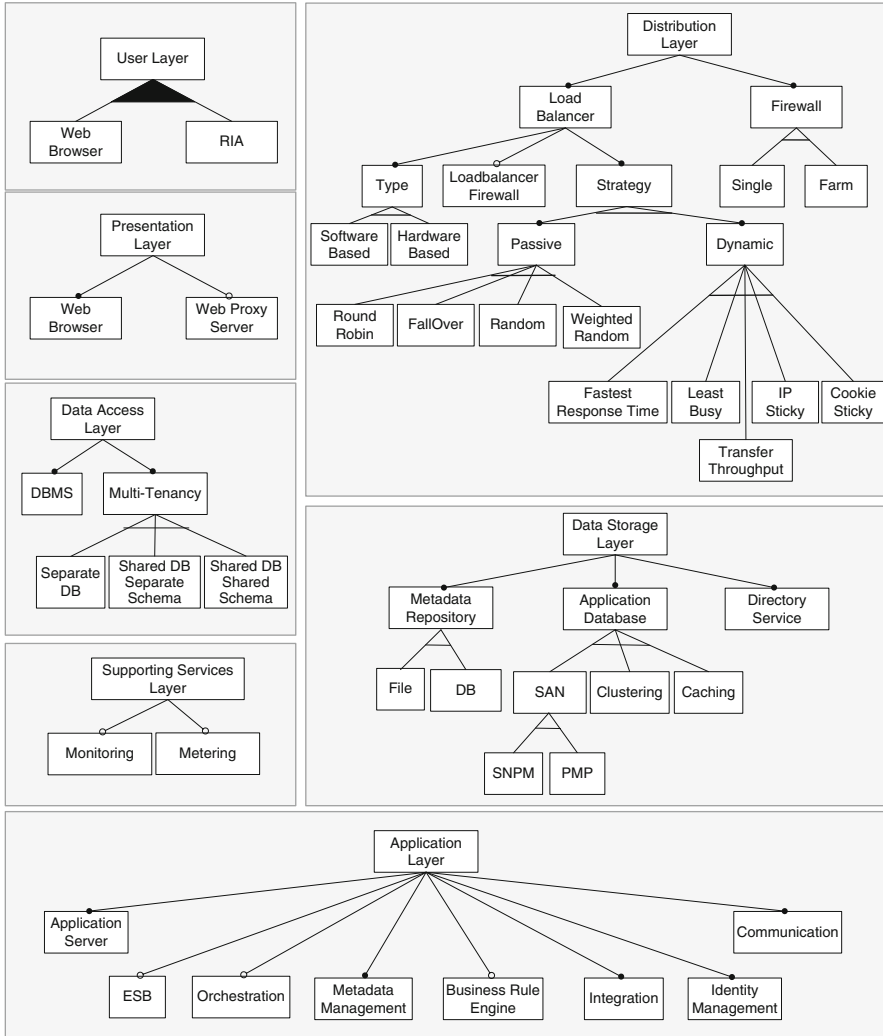 User Layer
Web
Browser
RIA
Presentation
Layer
Web
Browser
Web Proxy
Server
Data Access
Layer
DBMS
Multi-Tenancy
Separate
DB
Shared DB
Separate
Schema
Shared DB
Shared
Schema
Supporting Services
Layer
Monitoring
Metering
Distribution
Layer
Load
Balancer
Firewall
Type
Loadbalancer
Firewall
Strategy
Single
Farm
Software
Based
Hardware
Based
Passive
Dynamic
Round
Robin
FallOver
Random
Weighted
Random
Fastest
Response Time
Least
Busy
IP
Sticky
Cookie
Sticky
Transfer
Throughput
Data Storage
Layer
Metadata
Repository
Application
Database
Directory
Service
File
DB
SAN
Clustering
Caching
SNPM
PMP
Application
Layer
Application
Server
Communication
ESB
Orchestration
Metadata
Management
Business Rule
Engine
Integration
Identity
Management